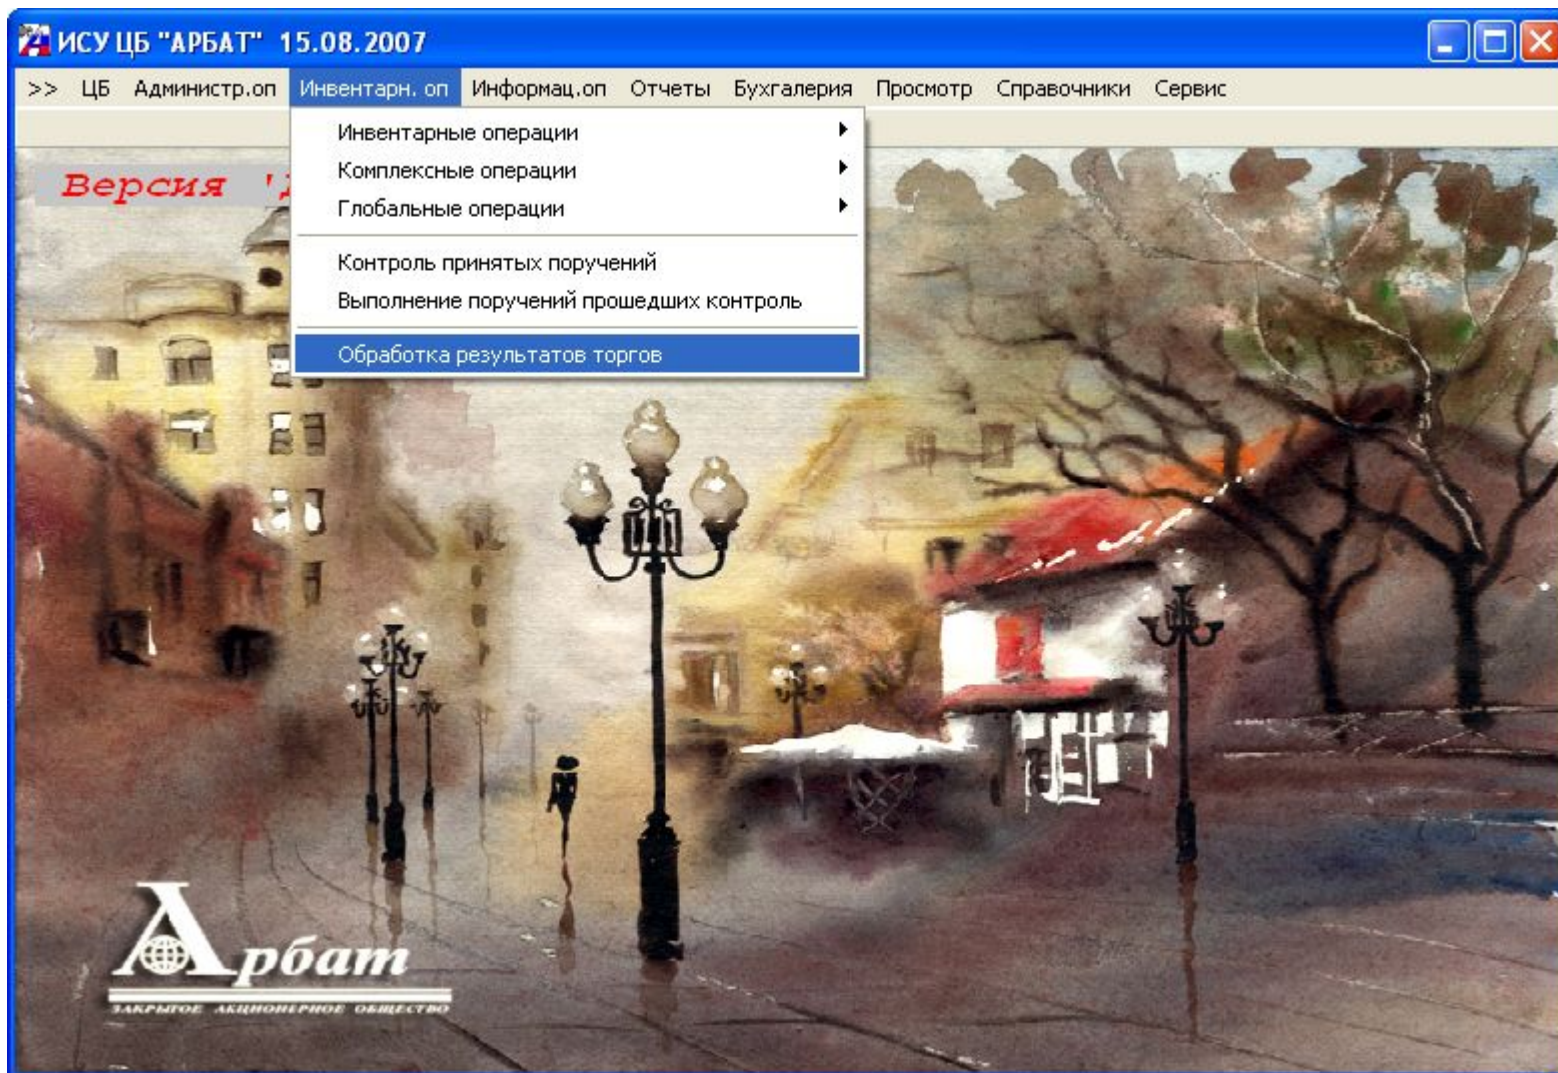 ИСУ ЦБ "АРБАТ" 15.08.2007
>> ЦБ Администр.оп Инвентарн. оп Информац.оп Отчеты Бухгалерия Просмотр Справочники Сервис
Инвентарные операции
Комплексные операции
Глобальные операции
Контроль принятых поручений
Выполнение поручений прошедших контроль
Обработка результатов торгов
Версия
Арбат
ЗАКРЫТОЕ АКЦИОНЕРНОЕ ОБЩЕСТВО